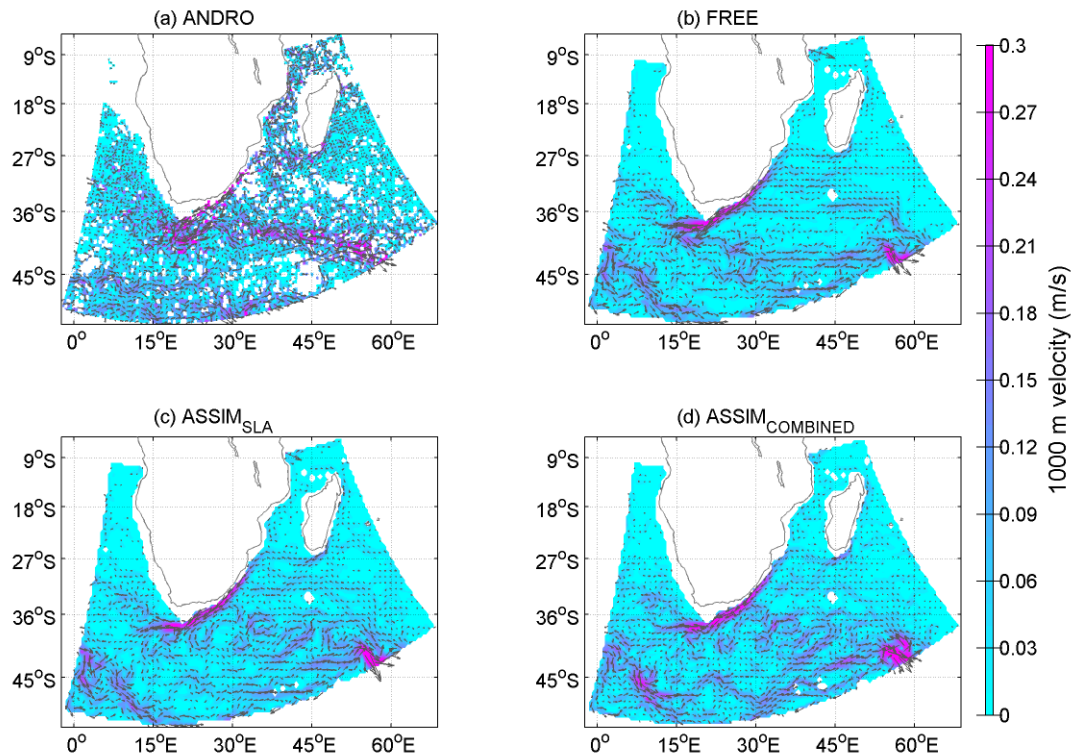 (a) ANDRO
(b) FREE
9°S
18°S
27°S
36°S
45°S
0°
15°E
30°E
45°E
60°E
9°S
18°S
27°S
36°S
45°S
0°
15°E
30°E
45°E
60°E
0.3
0.27
0.24
0.21
0.18
0.15
0.12
0.09
0.06
0.03
0
1000 m velocity (m/s)
(c) ASSIM_SLA
(d) ASSIM_COMBINED
9°S
18°S
27°S
36°S
45°S
0°
15°E
30°E
45°E
60°E
9°S
18°S
27°S
36°S
45°S
0°
15°E
30°E
45°E
60°E